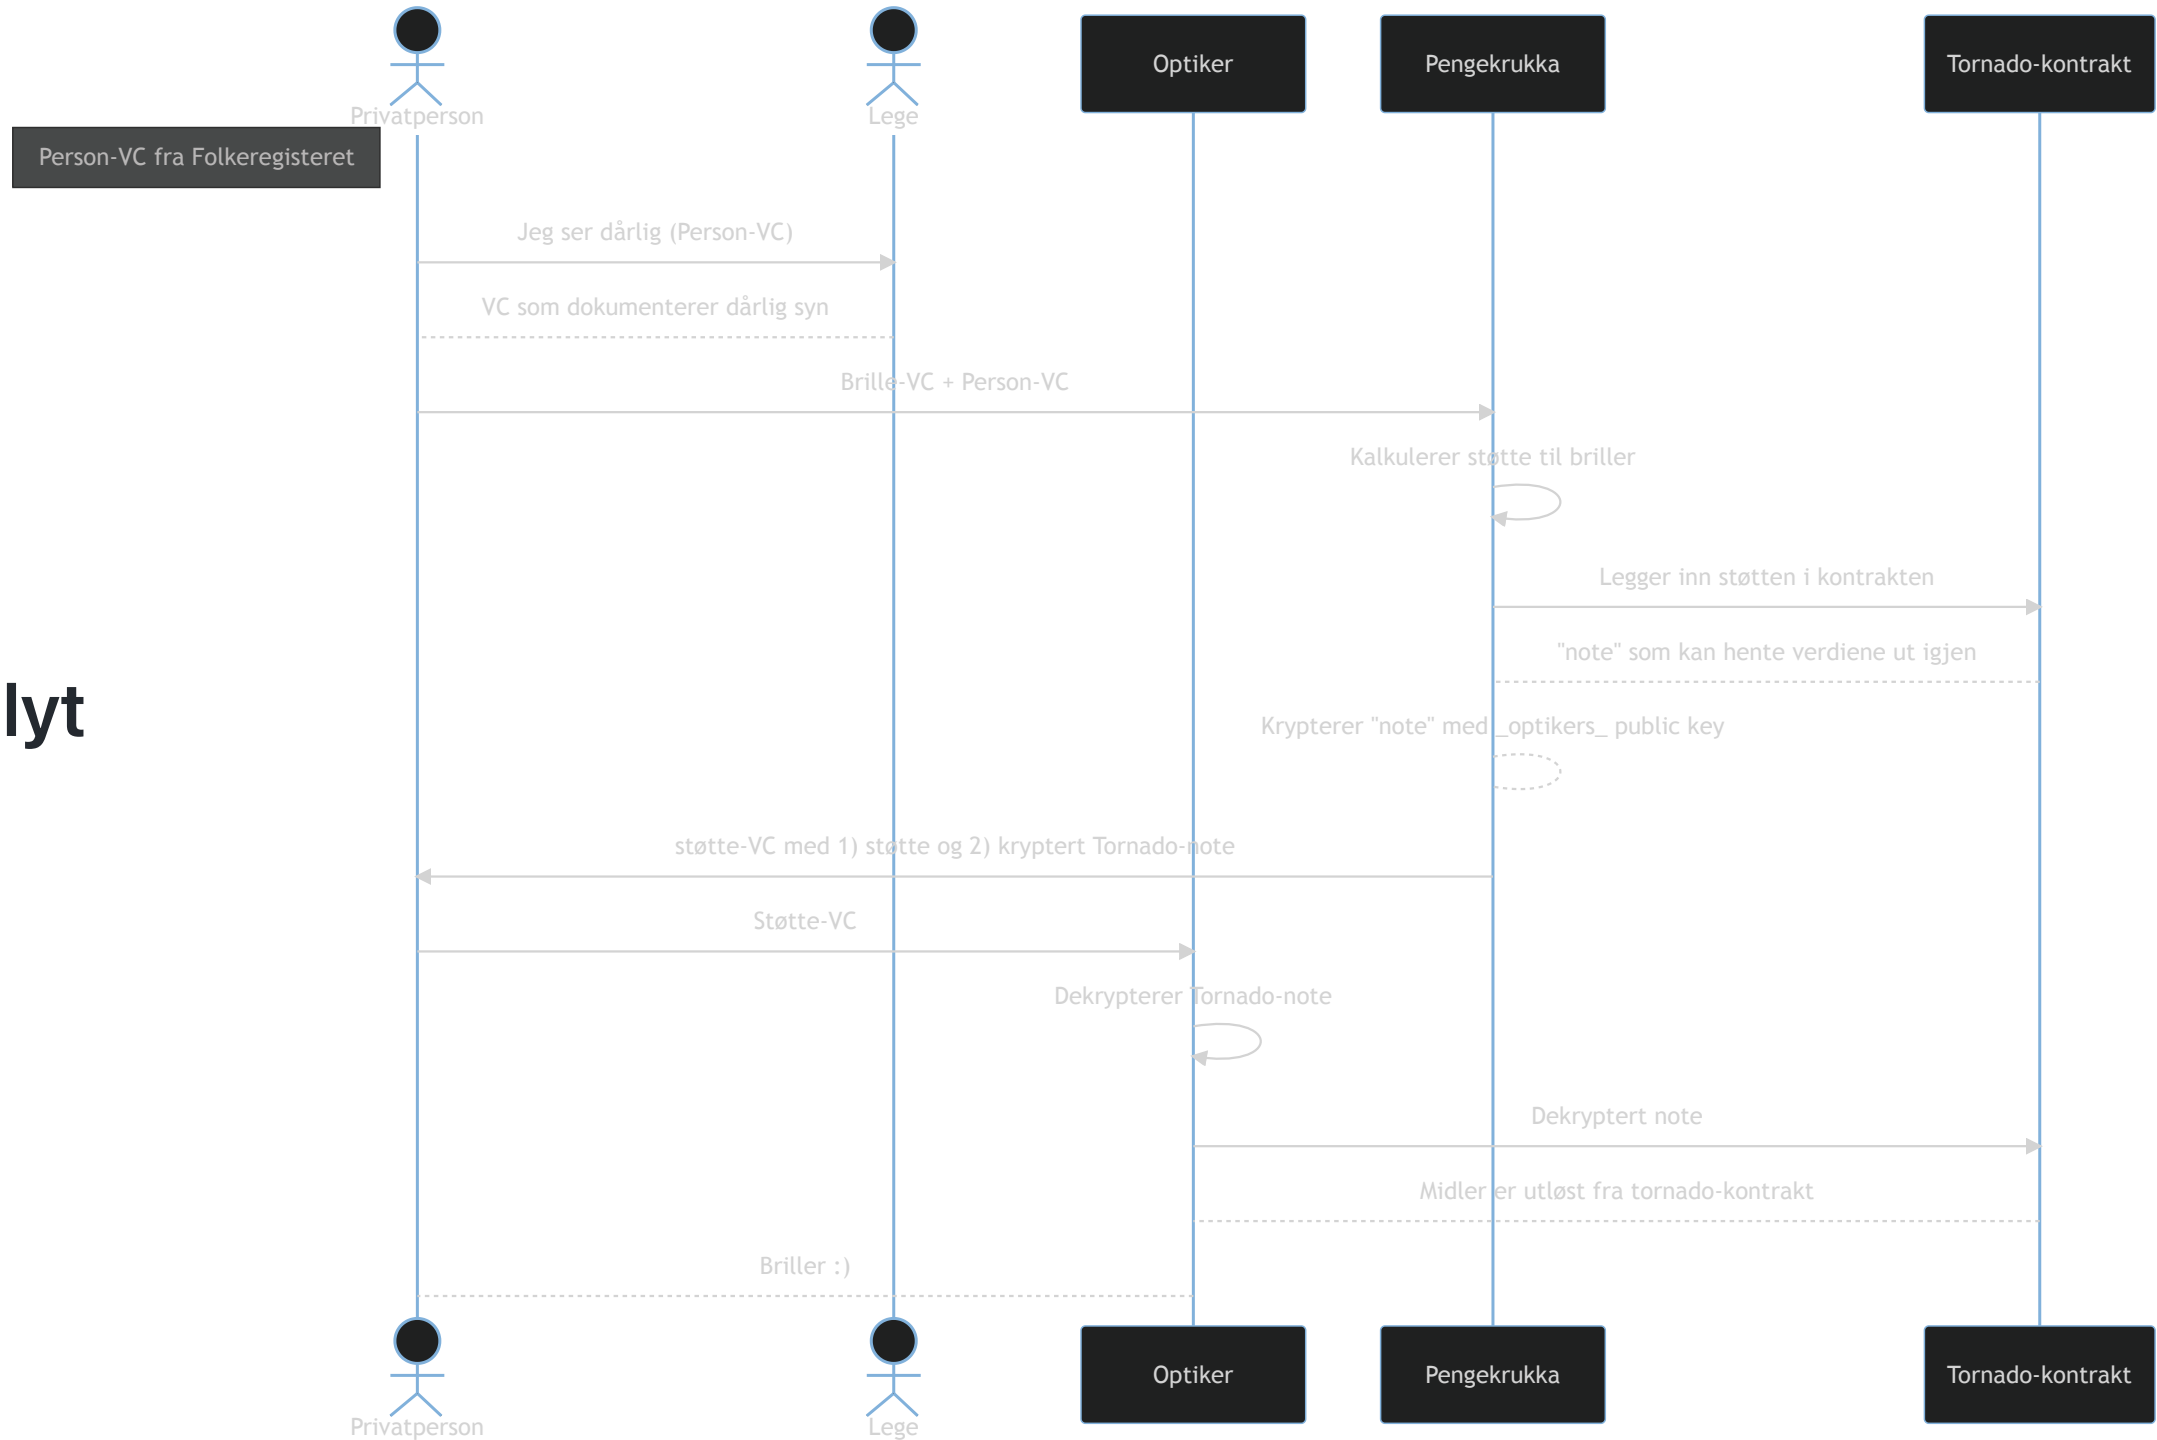 Privatperson
Lege
Optiker
Pengekrukka
Tornado-kontrakt
Person-VC fra Folkeregisteret
Jeg ser dårlig (Person-VC)
VC som dokumenterer dårlig syn
Brille-VC + Person-VC
Kalkulerer støtte til briller
Legger inn støtten i kontrakten
"note" som kan hente verdiene ut igjen
lyt
Krypterer "note" med _optikers_ public key
støtte-VC med 1) støtte og 2) kryptert Tornado-note
Støtte-VC
Dekrypterer Tornado-note
Dekryptert note
Midler er utløst fra tornado-kontrakt
Briller :)
Privatperson
Lege
Optiker
Pengekrukka
Tornado-kontrakt